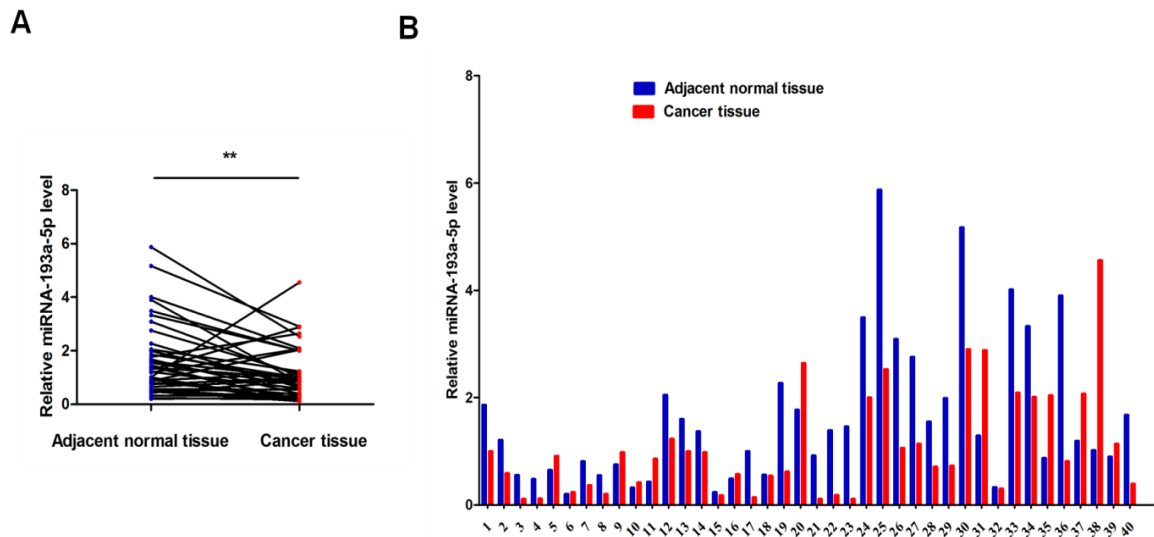 A
**
Relative miRNA-193a-5p level
8
6
4
2
0
Adjacent normal tissue
Cancer tissue
B
Relative miRNA-193a-5p level
8
6
4
2
0
Adjacent normal tissue
Cancer tissue
1 2 3 4 5 6 7 8 9 10 11 12 13 14 15 16 17 18 19 20 21 22 23 24 25 26 27 28 29 30 31 32 33 34 35 36 37 38 39 40